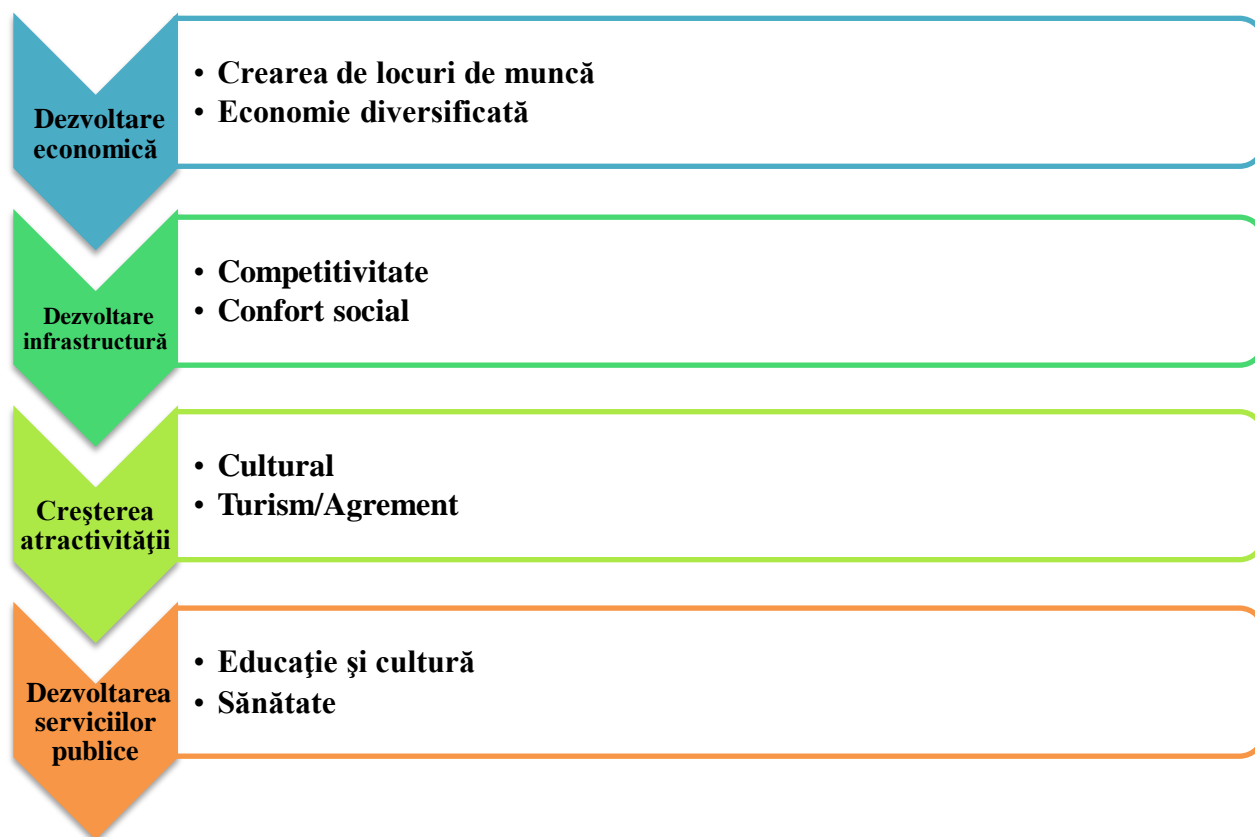 Dezvoltare
economică
• Crearea de locuri de muncă
• Economie diversificată
Dezvoltare
infrastructură
• Competitivitate
• Confort social
Creşterea
atractivităţii
• Cultural
• Turism/Agrement
Dezvoltarea
serviciilor
publice
• Educaţie şi cultură
• Sănătate